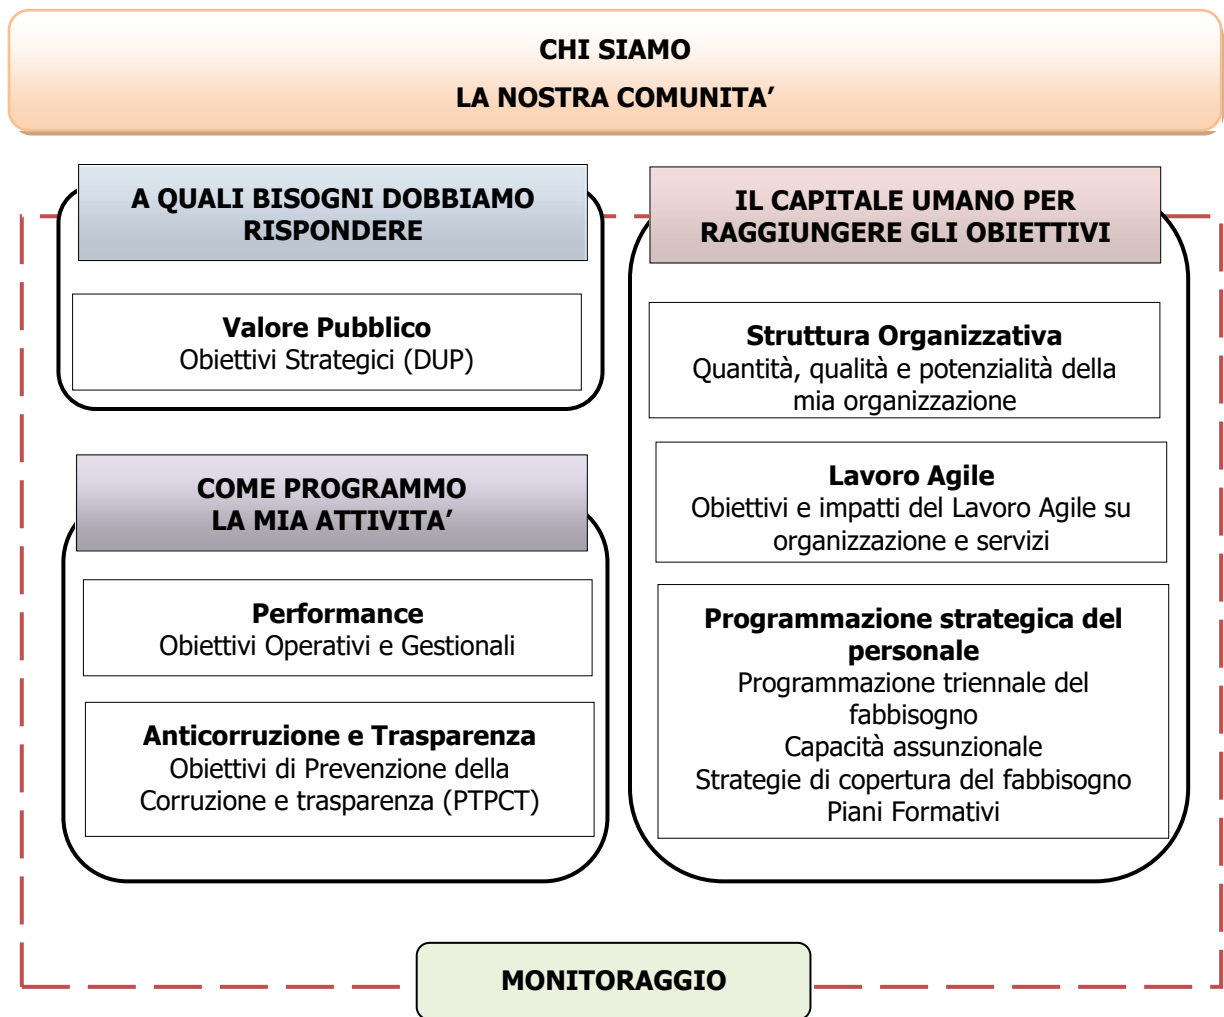 CHI SIAMO
LA NOSTRA COMUNITA’
A QUALI BISOGNI DOBBIAMO
RISPONDERE
Valore Pubblico
Obiettivi Strategici (DUP)
COME PROGRAMMO
LA MIA ATTIVITA’
Performance
Obiettivi Operativi e Gestionali
Anticorruzione e Trasparenza
Obiettivi di Prevenzione della
Corruzione e trasparenza (PTPCT)
IL CAPITALE UMANO PER
RAGGIUNGERE GLI OBIETTIVI
Struttura Organizzativa
Quantità, qualità e potenzialità della
mia organizzazione
Lavoro Agile
Obiettivi e impatti del Lavoro Agile su
organizzazione e servizi
Programmazione strategica del
personale
Programmazione triennale del
fabbisogno
Capacità assunzionale
Strategie di copertura del fabbisogno
Piani Formativi
MONITORAGGIO